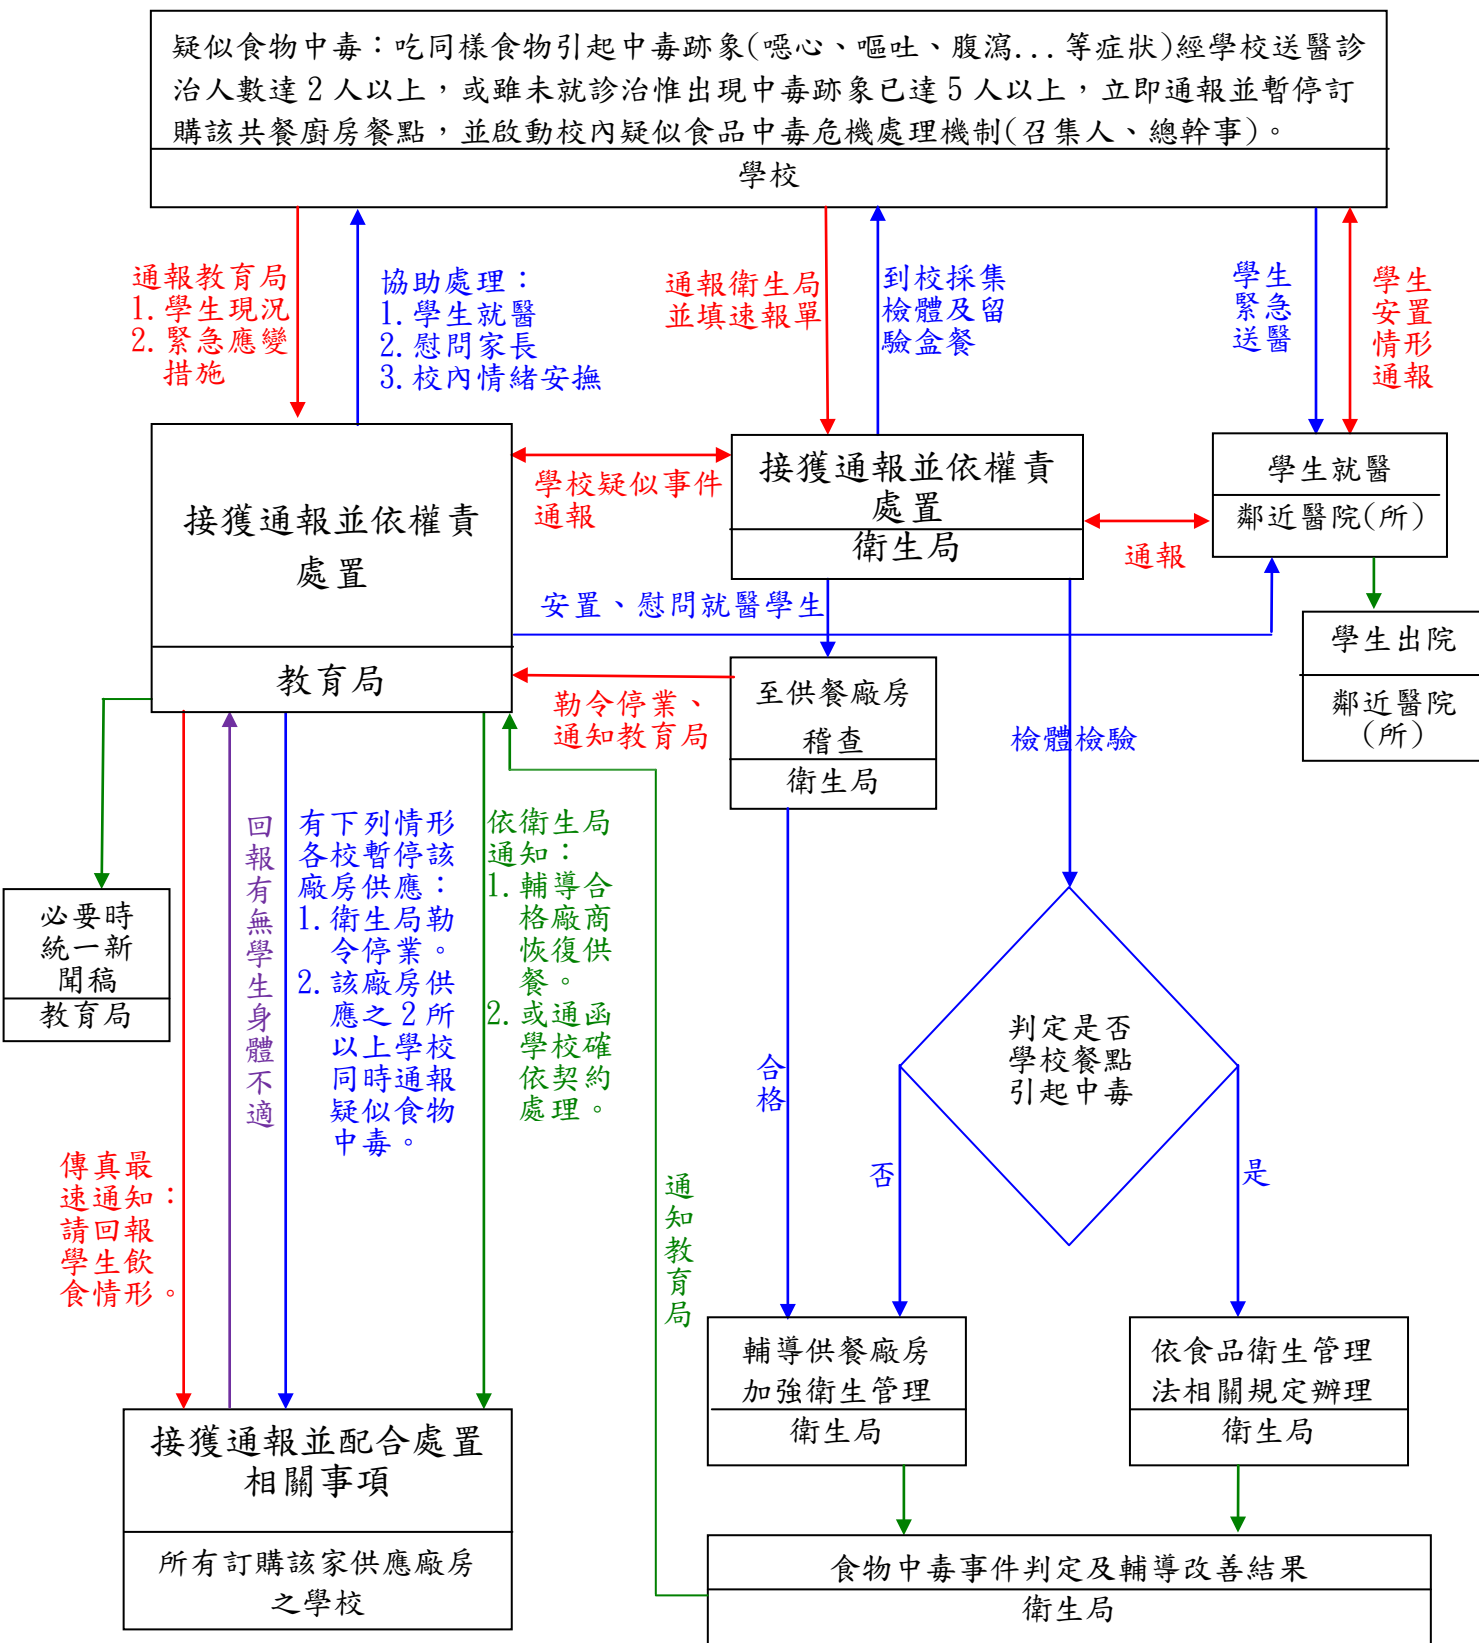 疑似食物中毒：吃同樣食物引起中毒跡象(噁心、嘔吐、腹瀉...等症狀)經學校送醫診
治人數達2人以上，或雖未就診治惟出現中毒跡象已達5人以上，立即通報並暫停訂
購該共餐廚房餐點，並啟動校內疑似食品中毒危機處理機制(召集人、總幹事)。
學校
通報教育局
1.學生現況
2.緊急應變
措施
協助處理：
1.學生就醫
2.慰問家長
3.校內情緒安撫
通報衛生局
並填速報單
到校採集
檢體及留
驗盒餐
學生
緊急
送醫
學生
安置
情形
通報
接獲通報並依權責
處置
教育局
學校疑似事件
通報
接獲通報並依權責
處置
衛生局
通報
學生就醫
鄰近醫院(所)
安置、慰問就醫學生
學生出院
鄰近醫院
(所)
勒令停業、
通知教育局
至供餐廠房
稽查
衛生局
檢體檢驗
必要時
統一新
聞稿
教育局
回報有無學生身體不適
有下列情形
各校暫停該
廠房供應：
1.衛生局勒
令停業。
2.該廠房供
應之2所
以上學校
同時通報
疑似食物
中毒。
依衛生局
通知：
1.輔導合
格廠商
恢復供
餐。
2.或通函
學校確
依契約
處理。
傳真最
速通知：
請回報
學生飲
食情形。
通知教育局
合格
判定是否
學校餐點
引起中毒
否
是
輔導供餐廠房
加強衛生管理
衛生局
依食品衛生管理
法相關規定辦理
衛生局
接獲通報並配合處置
相關事項
所有訂購該家供應廠房
之學校
食物中毒事件判定及輔導改善結果
衛生局